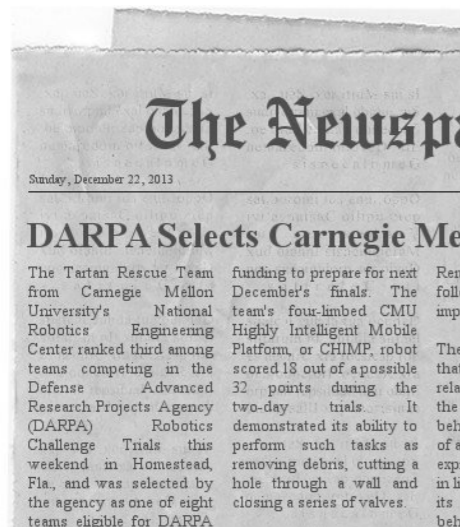 The Newspa
Sunday, December 22, 2013
DARPA Selects Carnegie Me
The Tartan Rescue Team
from Carnegie Mellon
University's National
Robotics Engineering
Center ranked third among
teams competing in the
Defense Advanced
Research Projects Agency
(DARPA) Robotics
Challenge Trials this
weekend in Homestead,
Fla., and was selected by
the agency as one of eight
teams eligible for DARPA
funding to prepare for next
December's finals. The
team's four-limbed CMU
Highly Intelligent Mobile
Platform, or CHIMP, robot
scored 18 out of a possible
32 points during the
two-day trials. It
demonstrated its ability to
perform such tasks as
removing debris, cutting a
hole through a wall and
closing a series of valves.
Ren
follo
imp
The
that
rela
the
beh
of a
exp
in li
its
beh